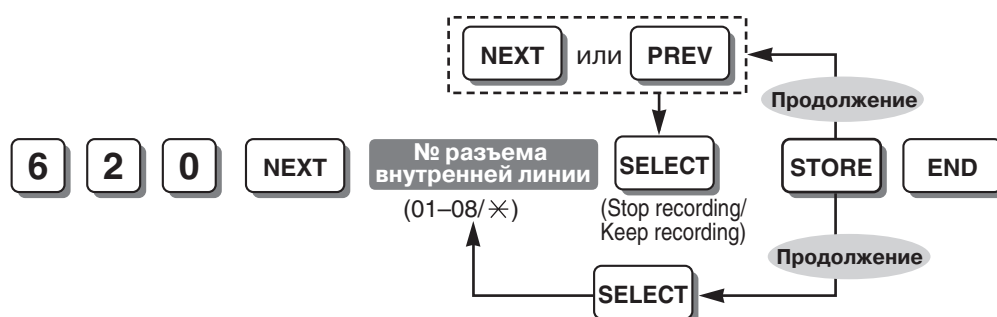 NEXT или PREV
Продолжение
6 2 0 NEXT № разъема внутренней линии SELECT STORE END
(01–08/✳)
(Stop recording/
Keep recording)
Продолжение
SELECT